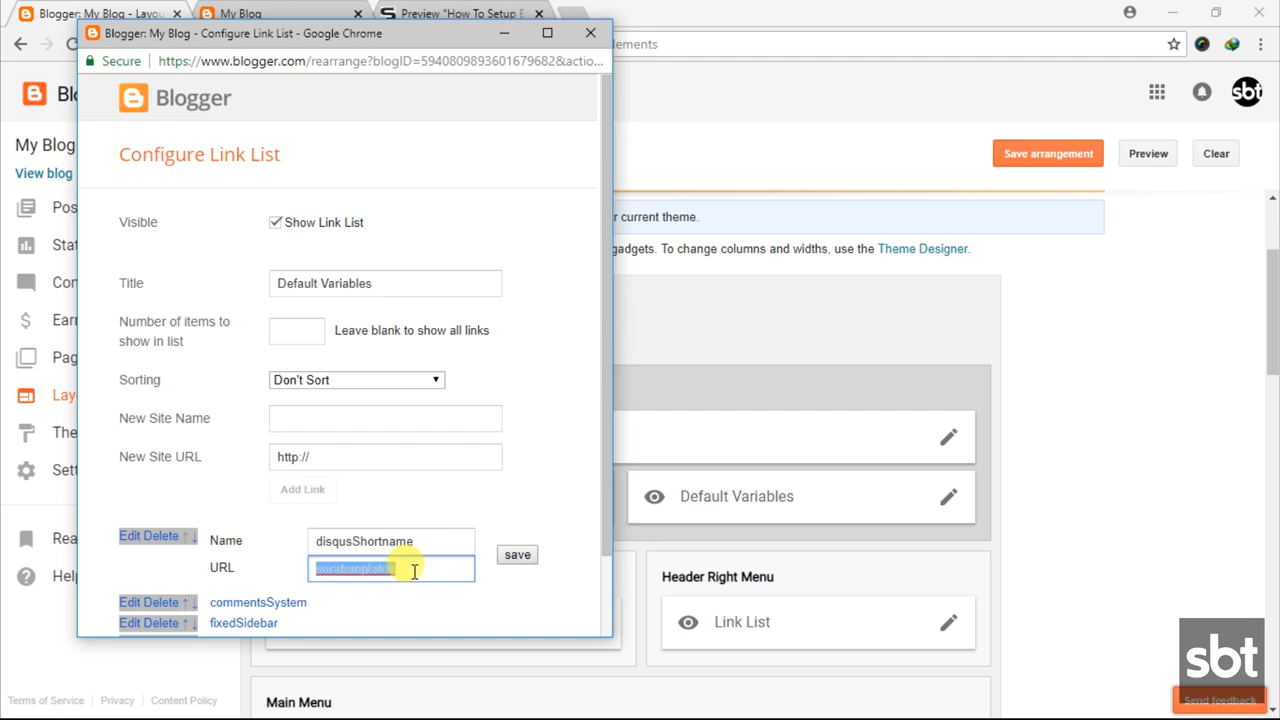 Blogger: My Blog - Layou
My Blog
Preview "How To Setup E
Blogger: My Blog - Configure Link List - Google Chrome
Secure
https://www.blogger.com/rearrange?blogID=5940809893601679682&actio...
ements
Blogger
sbt
My Blog
View blog
Configure Link List
Save arrangement
Preview
Clear
Pos
Stat
Con
Earr
Pag
Layo
The
Sett
Rea
Help
Visible
Show Link List
r current theme.
gadgets. To change columns and widths, use the Theme Designer.
Title
Default Variables
Number of items to
show in list
Leave blank to show all links
Sorting
Don't Sort
New Site Name
New Site URL
http://
Add Link
Default Variables
Edit Delete ↑ ↓
Name
disqusShortname
save
URL
Edit Delete ↑ ↓
commentsSystem
Edit Delete ↑ ↓
fixedSidebar
Header Right Menu
Link List
Main Menu
Terms of Service
Privacy
Content Policy
sbt
Send feedback